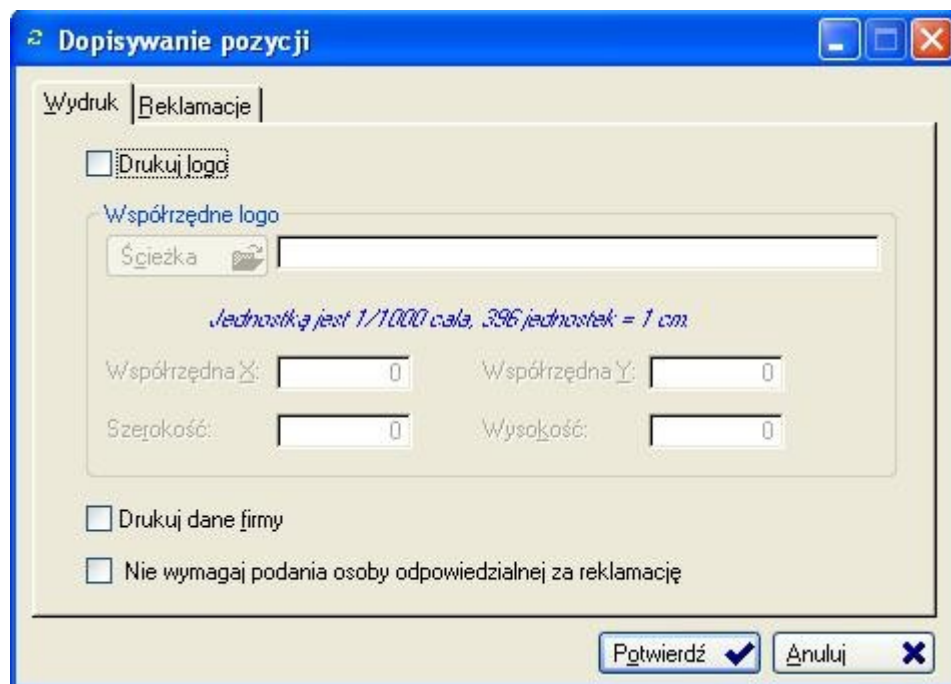 Dopisywanie pozycji
Wydruk Reklamacje
Drukuj logo
Współrzędne logo
Ścieżka
Jednostką jest 1/1000 cala, 396 jednostek = 1 cm
Współrzędna X: 0 Współrzędna Y: 0
Szerokość: 0 Wysokość: 0
Drukuj dane firmy
Nie wymagaj podania osoby odpowiedzialnej za reklamację
Potwierdź Anuluj